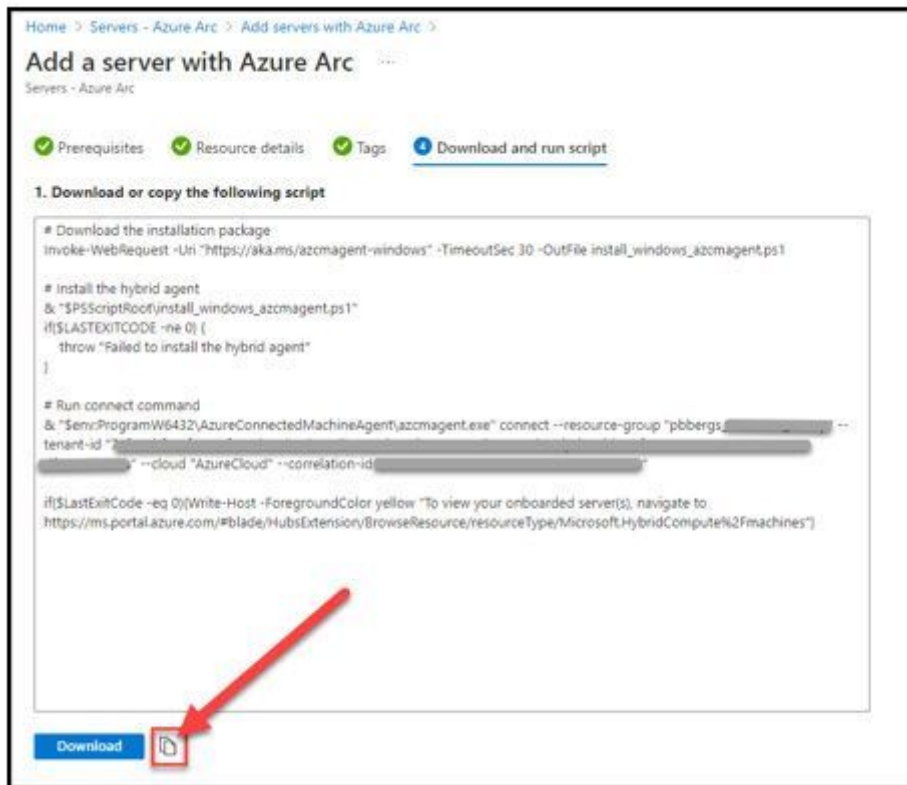 Home > Servers - Azure Arc > Add servers with Azure Arc >
Add a server with Azure Arc ...
Servers - Azure Arc
Prerequisites Resource details Tags 4 Download and run script
1. Download or copy the following script
# Download the installation package
Invoke-WebRequest -Uri "https://aka.ms/azcmagent-windows" -TimeoutSec 30 -OutFile install_windows_azcmagent.ps1
# Install the hybrid agent
& "$PSScriptRoot\install_windows_azcmagent.ps1"
if($LASTEXITCODE -ne 0) {
throw "Failed to install the hybrid agent"
}
# Run connect command
& "$env:ProgramW6432\AzureConnectedMachineAgent\azcmagent.exe" connect --resource-group "pbbergs_ --
tenant-id "
" --cloud "AzureCloud" --correlation-id "
if($LastExitCode -eq 0){Write-Host -ForegroundColor yellow "To view your onboarded server(s), navigate to
https://ms.portal.azure.com/#blade/HubsExtension/BrowseResource/resourceType/Microsoft.HybridCompute%2Fmachines"}
Download